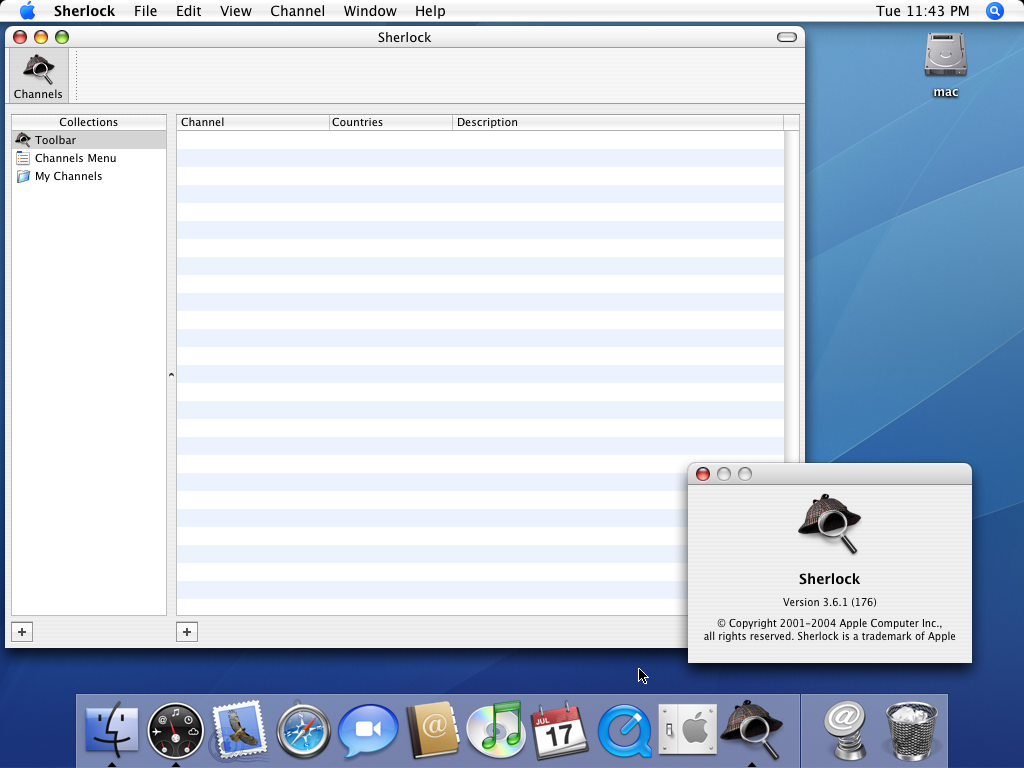 Sherlock File Edit View Channel Window Help Tue 11:43 PM
Sherlock
mac
Channels
Collections Channel Countries Description
Toolbar
Channels Menu
My Channels
Sherlock
Version 3.6.1 (176)
© Copyright 2001-2004 Apple Computer Inc.,
all rights reserved. Sherlock is a trademark of Apple
@
JUL
17
@